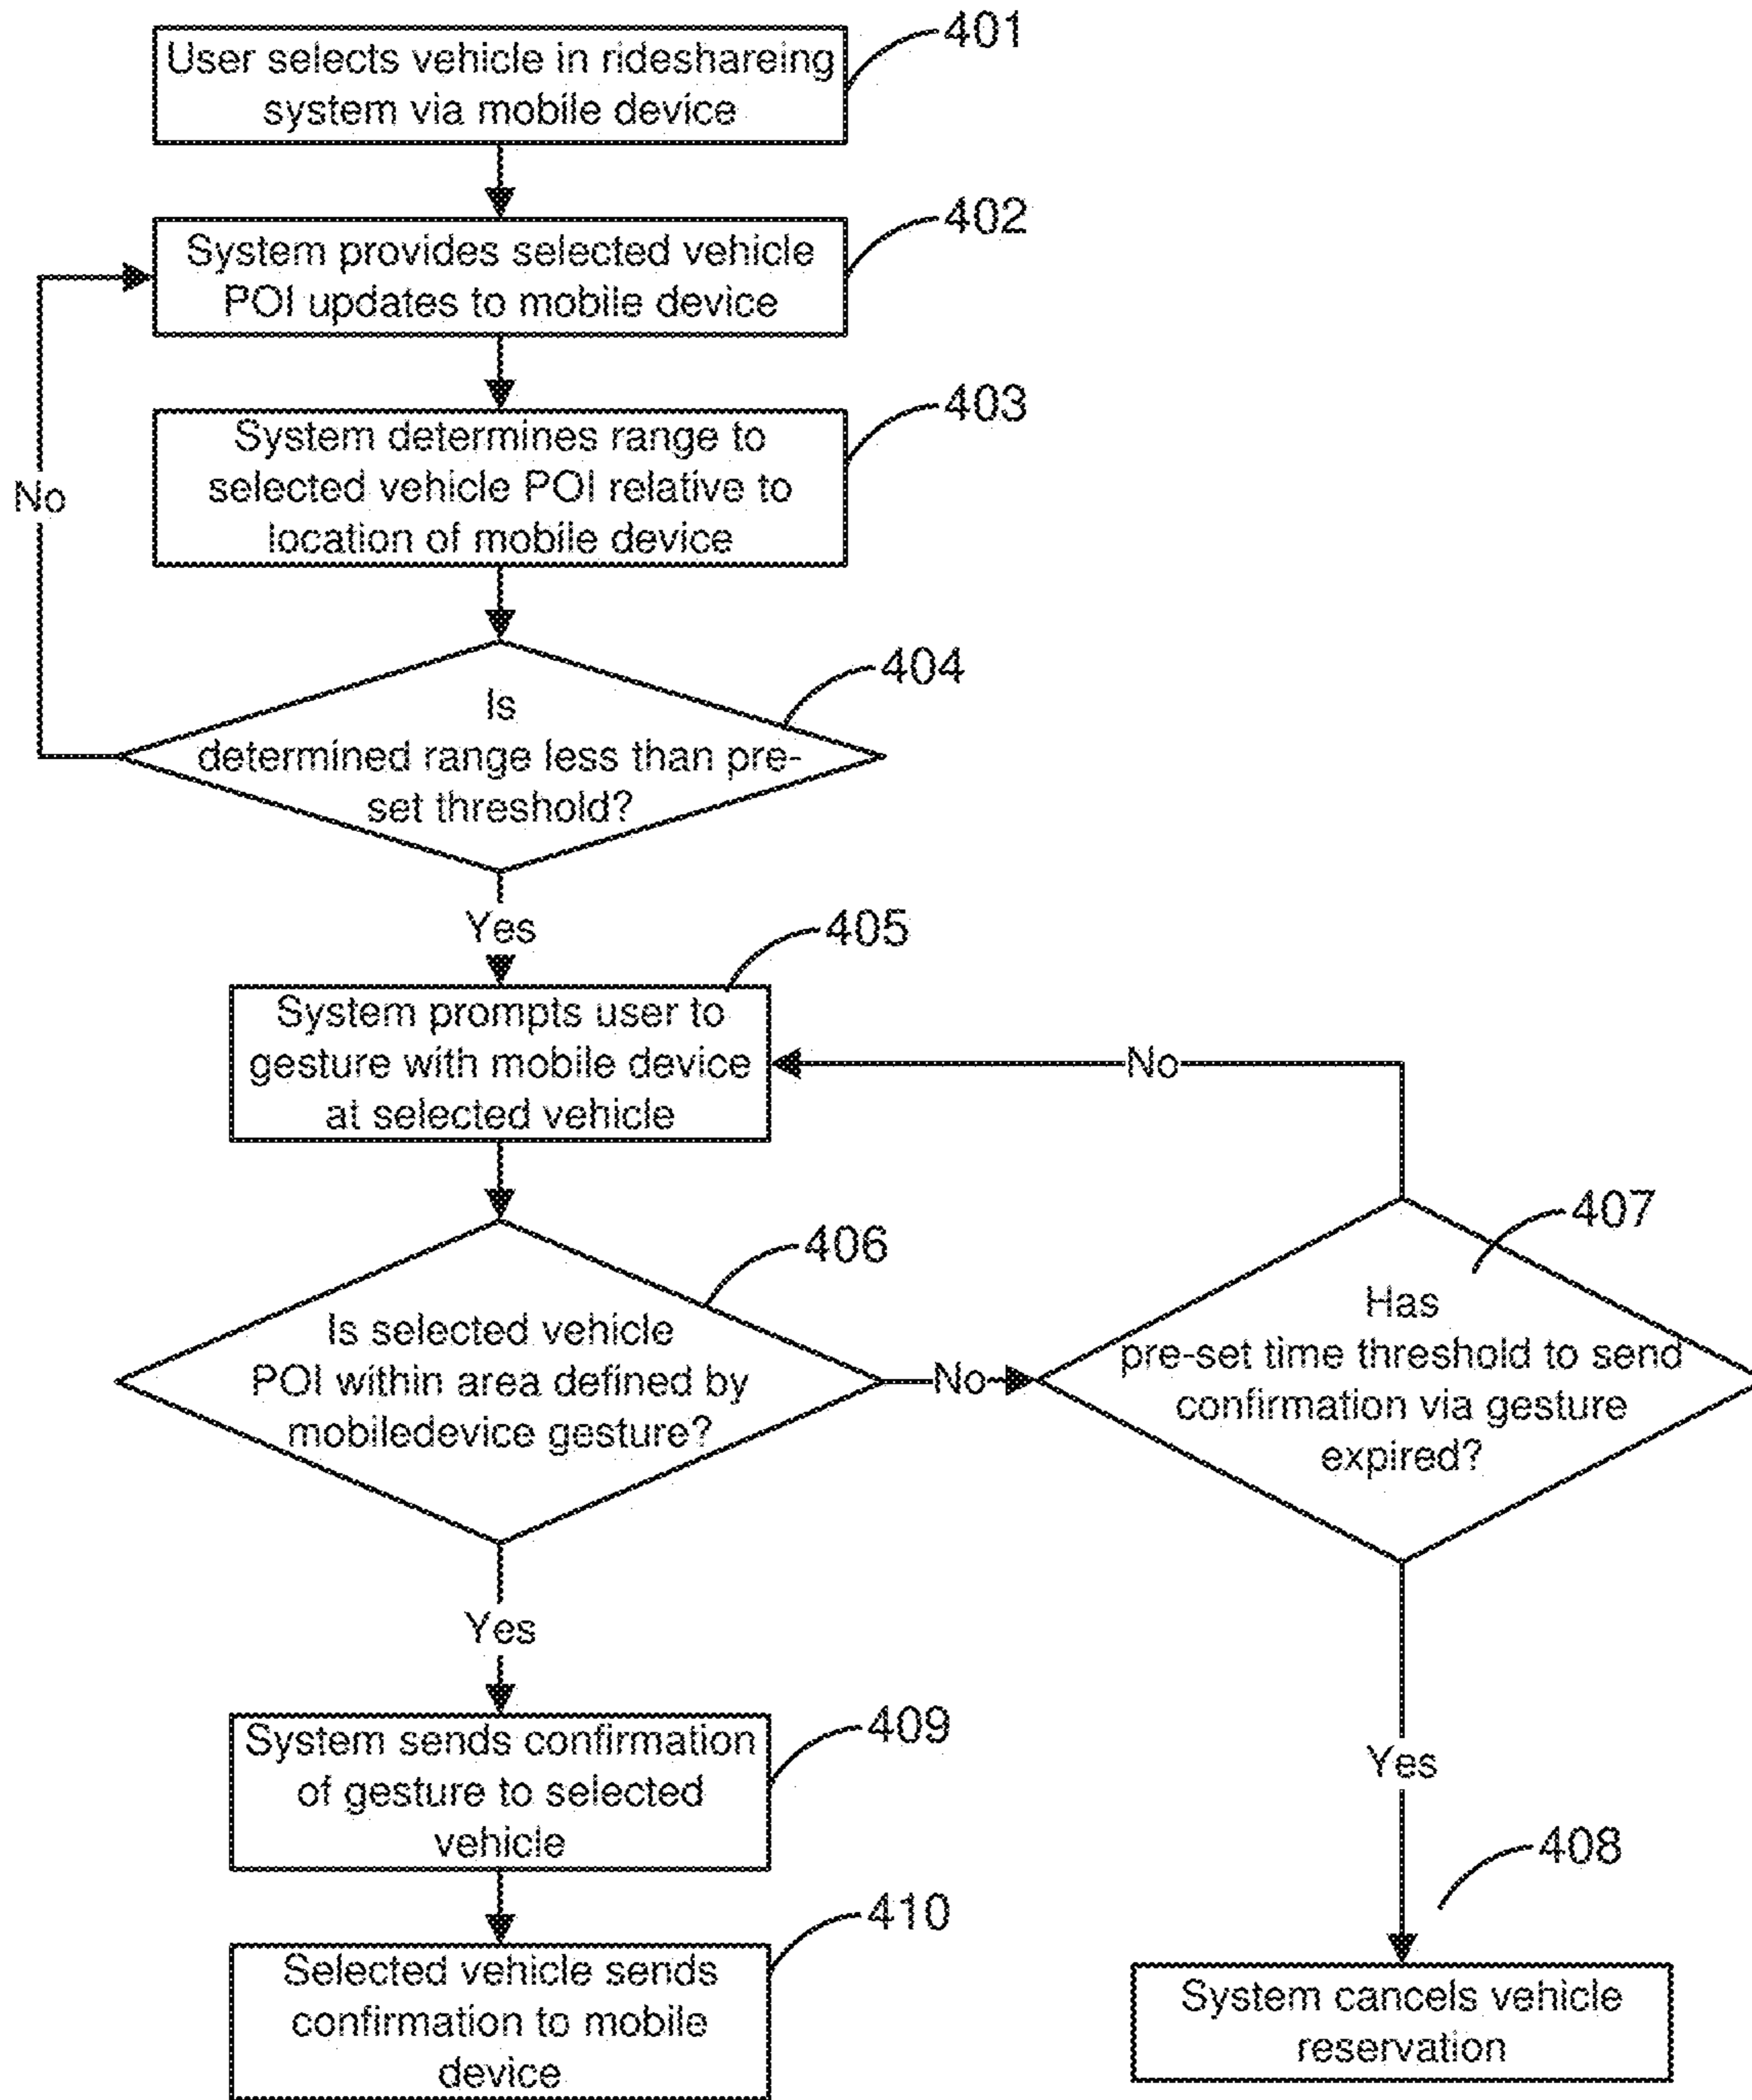 401
User selects vehicle in rideshareing
system via mobile device
402
System provides selected vehicle
POI updates to mobile device
403
System determines range to
selected vehicle POI relative to
location of mobile device
No
404
Is
determined range less than pre-
set threshold?
Yes
405
System prompts user to
gesture with mobile device
at selected vehicle
No
406
Is selected vehicle
POI within area defined by
mobiledevice gesture?
No
407
Has
pre-set time threshold to send
confirmation via gesture
expired?
Yes
Yes
409
System sends confirmation
of gesture to selected
vehicle
408
System cancels vehicle
reservation
410
Selected vehicle sends
confirmation to mobile
device